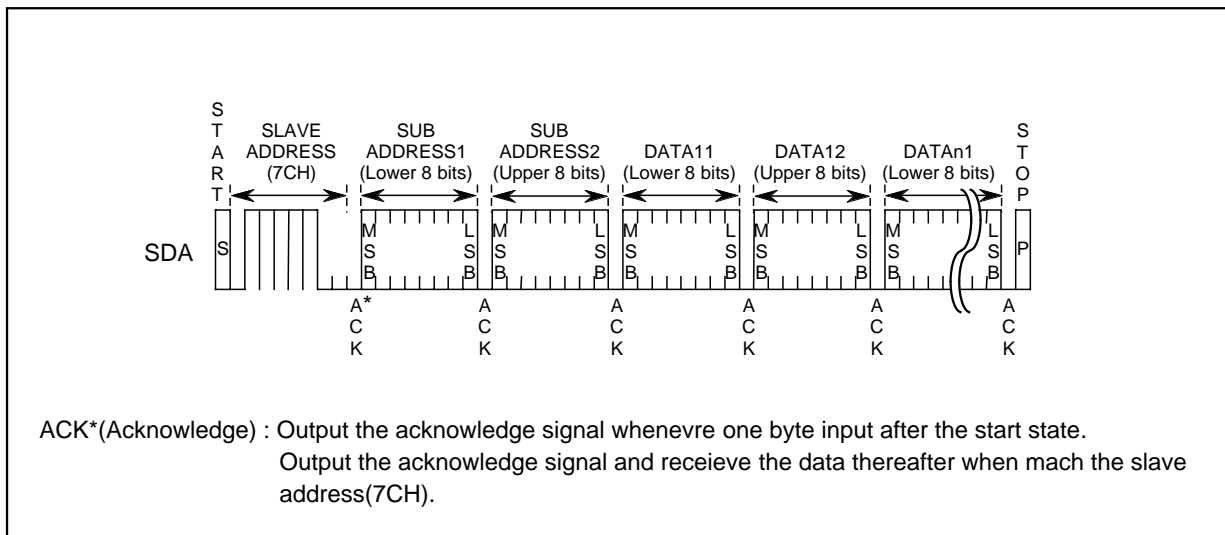 START
SLAVE
ADDRESS
(7CH)
SUB
ADDRESS1
(Lower 8 bits)
SUB
ADDRESS2
(Upper 8 bits)
DATA11
(Lower 8 bits)
DATA12
(Upper 8 bits)
DATAn1
(Lower 8 bits)
STOP
SDA
S
MSB
LSB
MSB
LSB
MSB
LSB
MSB
LSB
MSB
LSB
P
ACK*
ACK
ACK
ACK
ACK
ACK
ACK*(Acknowledge) : Output the acknowledge signal whenevre one byte input after the start state.
Output the acknowledge signal and receieve the data thereafter when mach the slave
address(7CH).